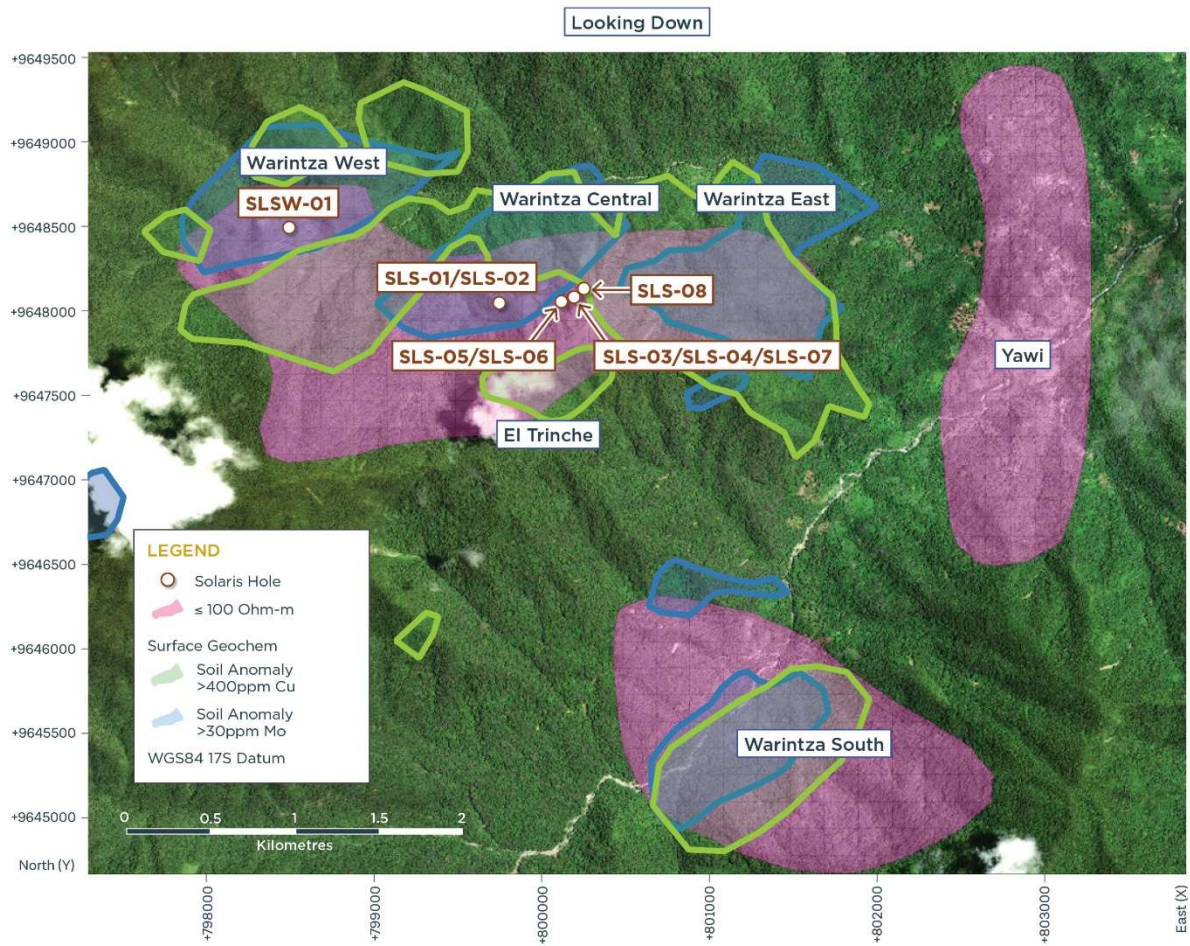 Looking Down
+9649500
+9649000
+9648500
+9648000
+9647500
+9647000
+9646500
+9646000
+9645500
+9645000
North (Y)
Warintza West
SLSW-01
Warintza Central
Warintza East
SLS-01/SLS-02
SLS-08
SLS-05/SLS-06
SLS-03/SLS-04/SLS-07
Yawi
El Trinche
Warintza South
LEGEND
Solaris Hole
≤ 100 Ohm-m
Surface Geochem
Soil Anomaly
>400ppm Cu
Soil Anomaly
>30ppm Mo
WGS84 17S Datum
0 0.5 1 1.5 2
Kilometres
+798000
+799000
+800000
+801000
+802000
+803000
East (X)